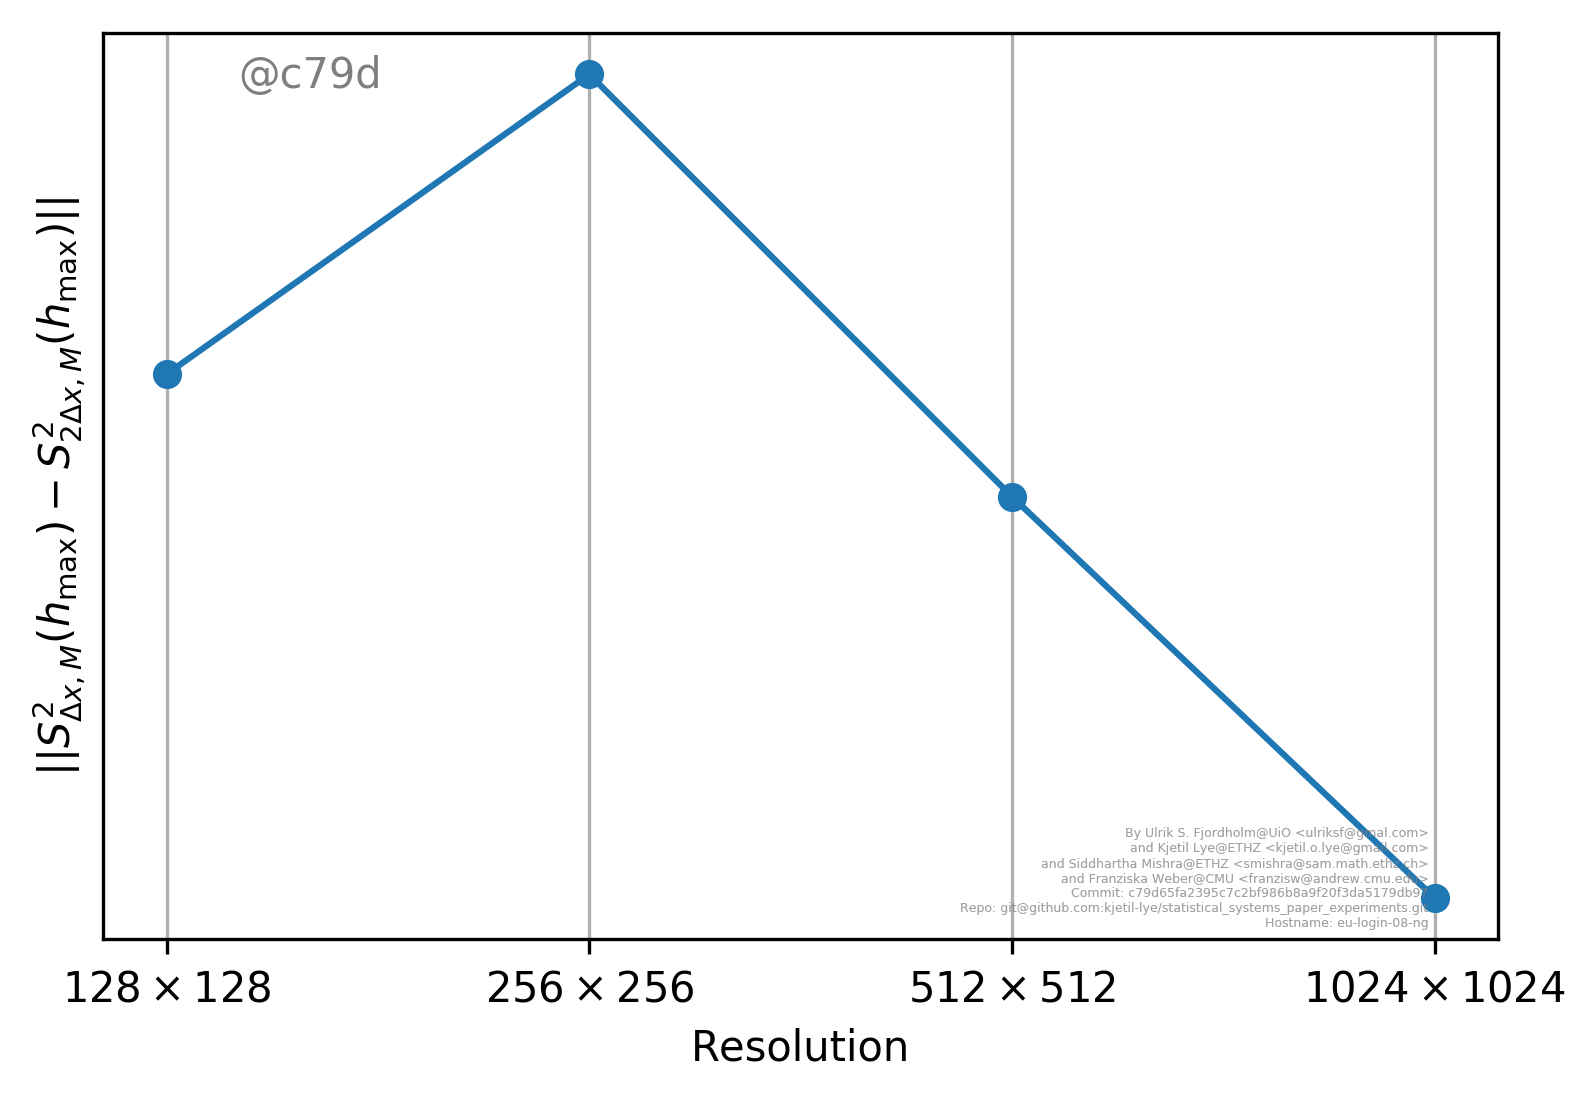 @c79d
||S²_{Δx,M}(h_max) − S²_{2Δx,M}(h_max)||
By Ulrik S. Fjordholm@UiO <ulriksf@gmal.com>
and Kjetil Lye@ETHZ <kjetil.o.lye@gmail.com>
and Siddhartha Mishra@ETHZ <smishra@sam.math.ethz.ch>
and Franziska Weber@CMU <franzisw@andrew.cmu.edu>
Commit:
Repo: git@github.com:kjetil-lye/statistical_systems_paper_experiments.git
Hostname: eu-login-08-ng
128 × 128 256 × 256 512 × 512 1024 × 1024
Resolution